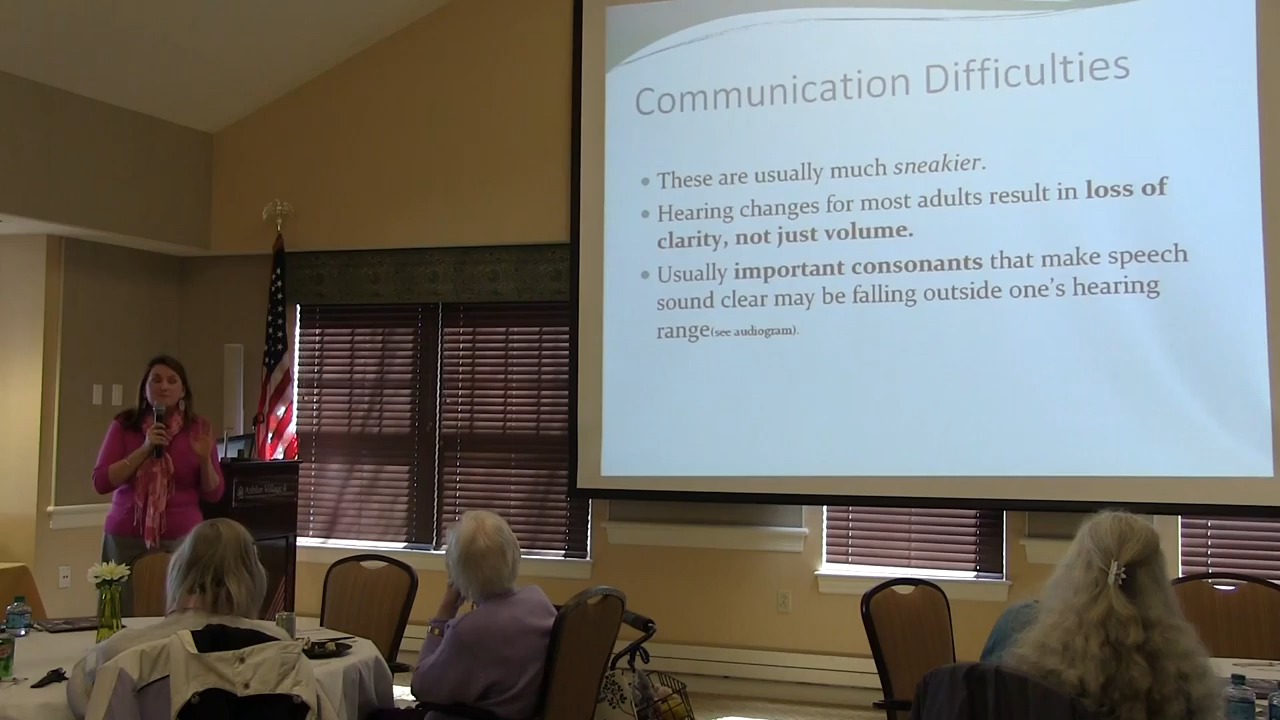 Communication Difficulties
• These are usually much sneakier.
• Hearing changes for most adults result in loss of
clarity, not just volume.
• Usually important consonants that make speech
sound clear may be falling outside one's hearing
range(see audiogram).